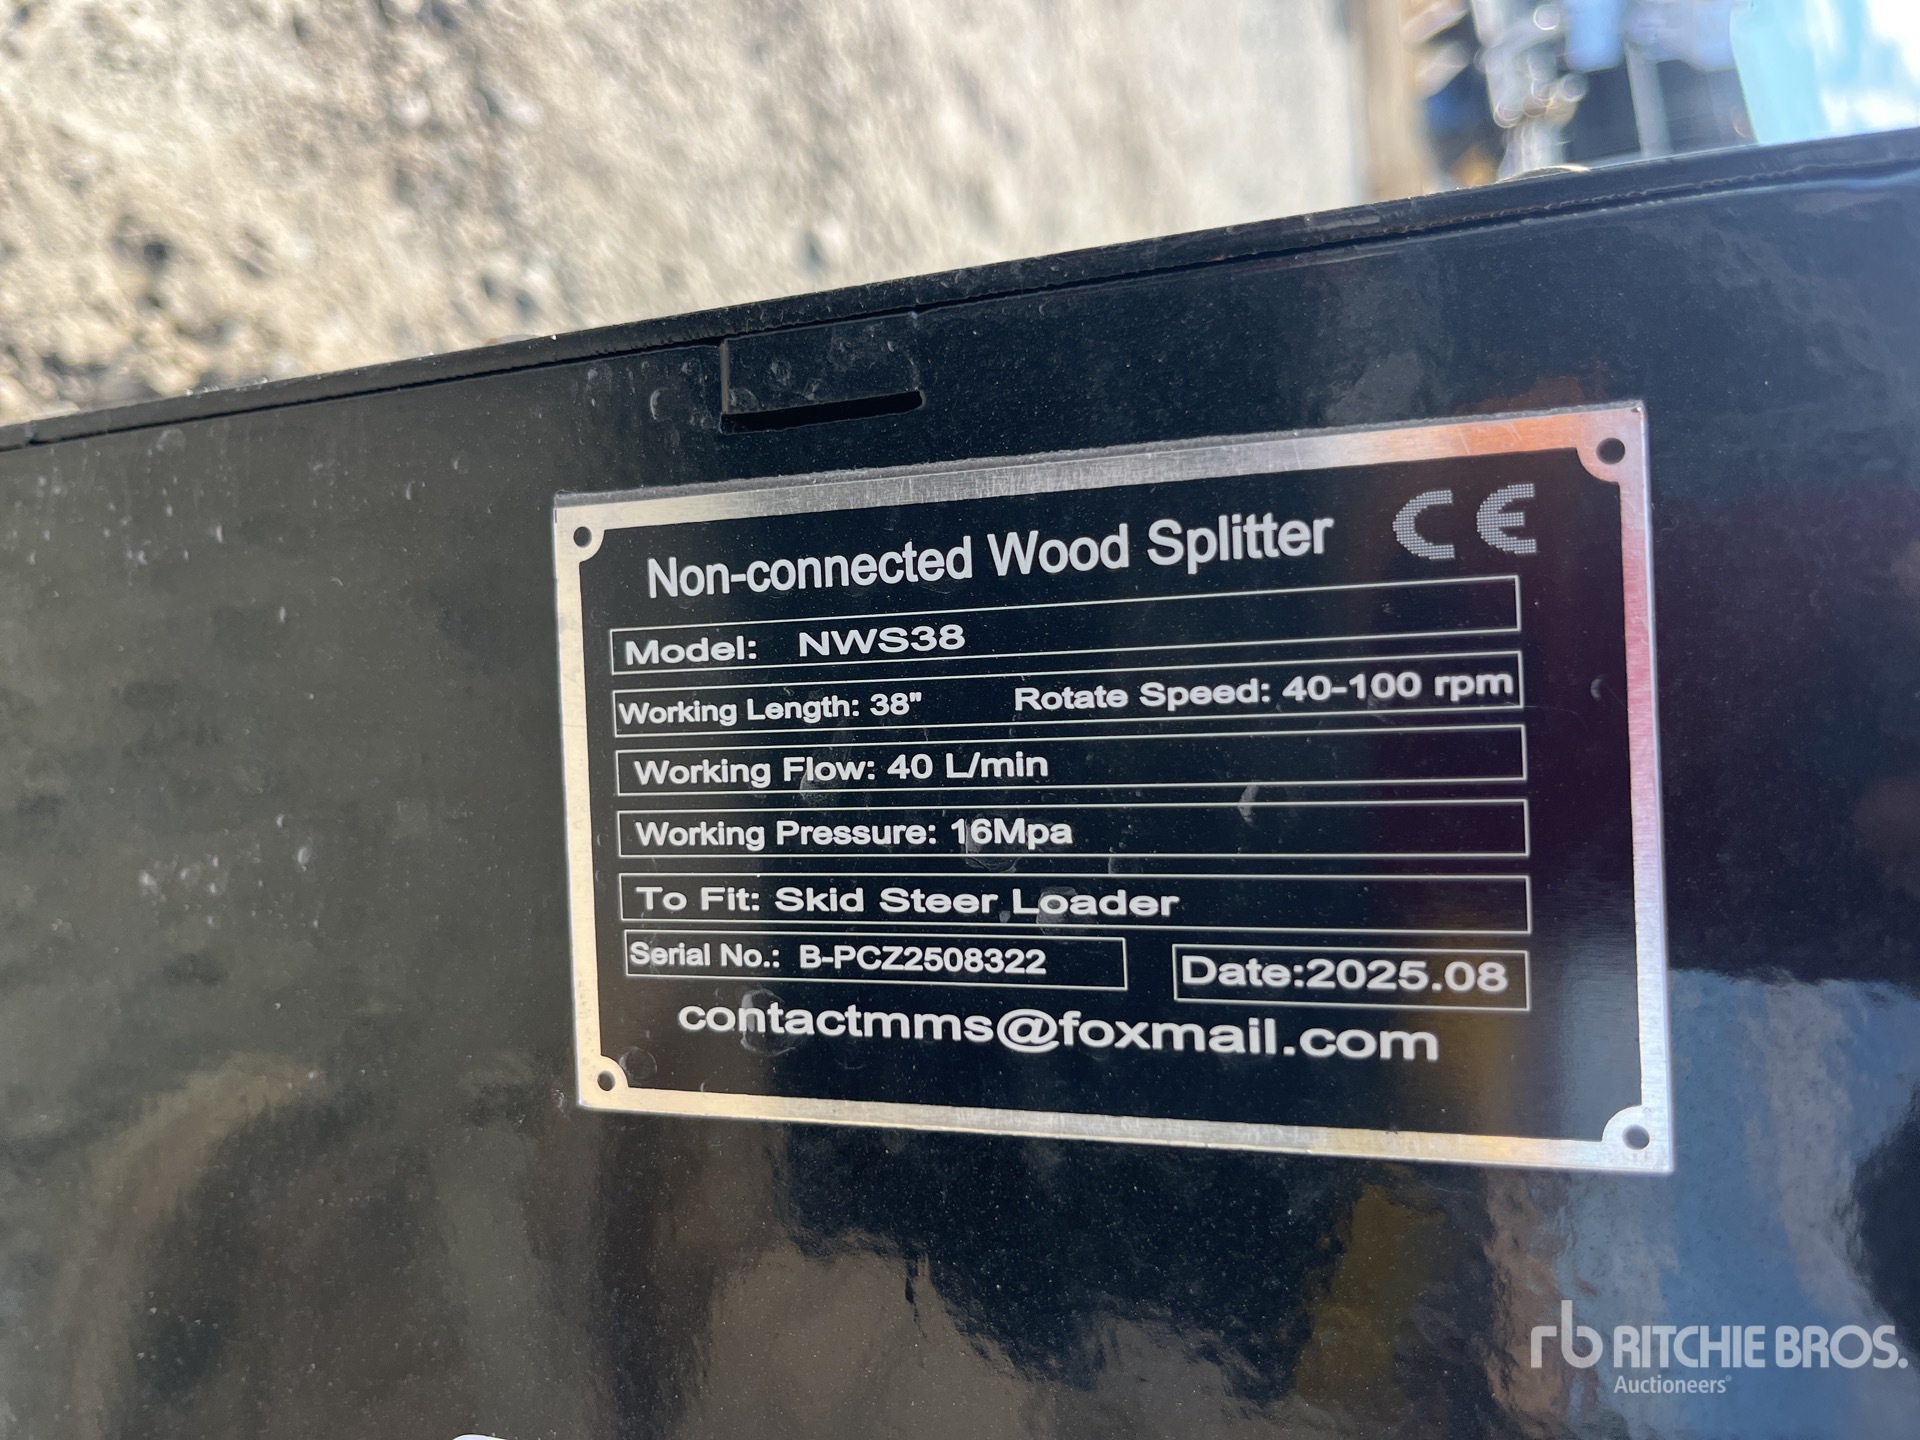 Non-connected Wood Splitter CE
Model: NWS38
Working Length: 38" Rotate Speed: 40-100 rpm
Working Flow: 40 L/min
Working Pressure: 16Mpa
To Fit: Skid Steer Loader
Serial No.: B-PCZ2508322 Date:2025.08
contactmms@foxmail.com
rb RITCHIE BROS.
Auctioneers